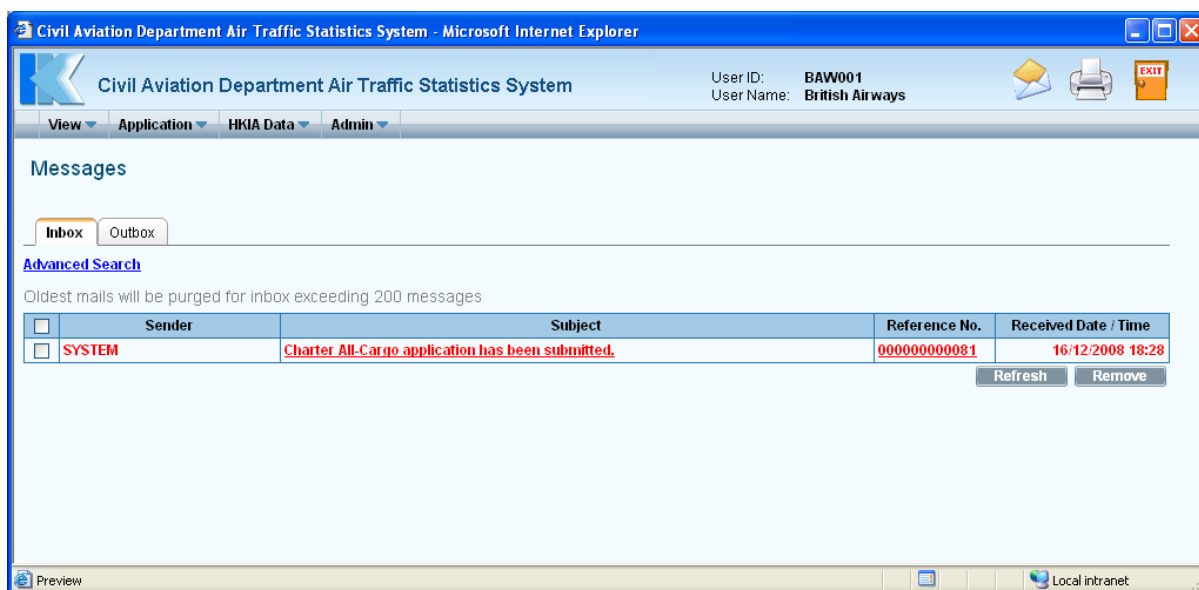 Civil Aviation Department Air Traffic Statistics System - Microsoft Internet Explorer
Civil Aviation Department Air Traffic Statistics System
User ID: BAW001
User Name: British Airways
EXIT
View Application HKIA Data Admin
Messages
Inbox Outbox
Advanced Search
Oldest mails will be purged for inbox exceeding 200 messages
Sender Subject Reference No. Received Date / Time
SYSTEM Charter All-Cargo application has been submitted. 000000000081 16/12/2008 18:28
Refresh Remove
Preview Local intranet